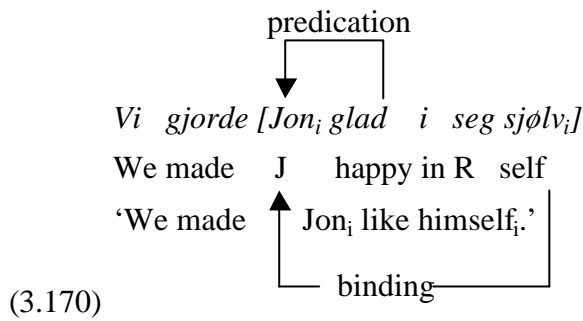 predication
Vi gjorde [Jonᵢ glad i seg sjølvᵢ]
We made J happy in R self
‘We made Jonᵢ like himselfᵢ.’
binding
(3.170)